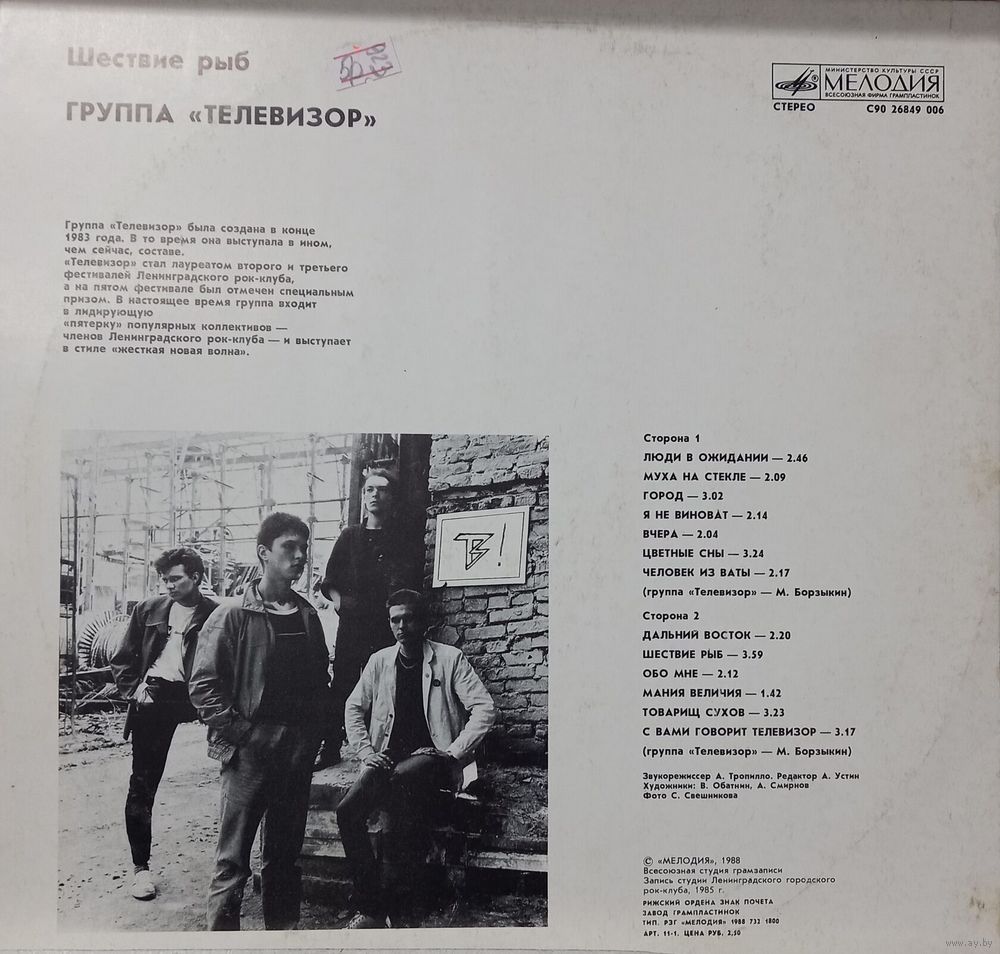 Шествие рыб
ГРУППА «ТЕЛЕВИЗОР»
МИНИСТЕРСТВО КУЛЬТУРЫ СССР
МЕЛОДИЯ
ВСЕСОЮЗНАЯ ФИРМА ГРАМПЛАСТИНОК
СТЕРЕО С90 26849 006
Группа «Телевизор» была создана в конце
1983 года. В то время она выступала в ином,
чем сейчас, составе.
«Телевизор» стал лауреатом второго и третьего
фестивалей Ленинградского рок-клуба,
а на пятом фестивале был отмечен специальным
призом. В настоящее время группа входит
в лидирующую
«пятерку» популярных коллективов —
членов Ленинградского рок-клуба — и выступает
в стиле «жесткая новая волна».
ТВ!
Сторона 1
ЛЮДИ В ОЖИДАНИИ — 2.46
МУХА НА СТЕКЛЕ — 2.09
ГОРОД — 3.02
Я НЕ ВИНОВАТ — 2.14
ВЧЕРА — 2.04
ЦВЕТНЫЕ СНЫ — 3.24
ЧЕЛОВЕК ИЗ ВАТЫ — 2.17
(группа «Телевизор» — М. Борзыкин)
Сторона 2
ДАЛЬНИЙ ВОСТОК — 2.20
ШЕСТВИЕ РЫБ — 3.59
ОБО МНЕ — 2.12
МАНИЯ ВЕЛИЧИЯ — 1.42
ТОВАРИЩ СУХОВ — 3.23
С ВАМИ ГОВОРИТ ТЕЛЕВИЗОР — 3.17
(группа «Телевизор» — М. Борзыкин)
Звукорежиссер А. Тропилло. Редактор А. Устин
Художники: В. Обатнин, А. Смирнов
Фото С. Свешникова
© «МЕЛОДИЯ», 1988
Всесоюзная студия грамзаписи
Запись студии Ленинградского городского
рок-клуба, 1985 г.
РИЖСКИЙ ОРДЕНА ЗНАК ПОЧЕТА
ЗАВОД ГРАМПЛАСТИНОК
ТИП. РЗГ «МЕЛОДИЯ» 1988 732 1800
АРТ. 11-1. ЦЕНА РУБ. 2,50
www.ay.by